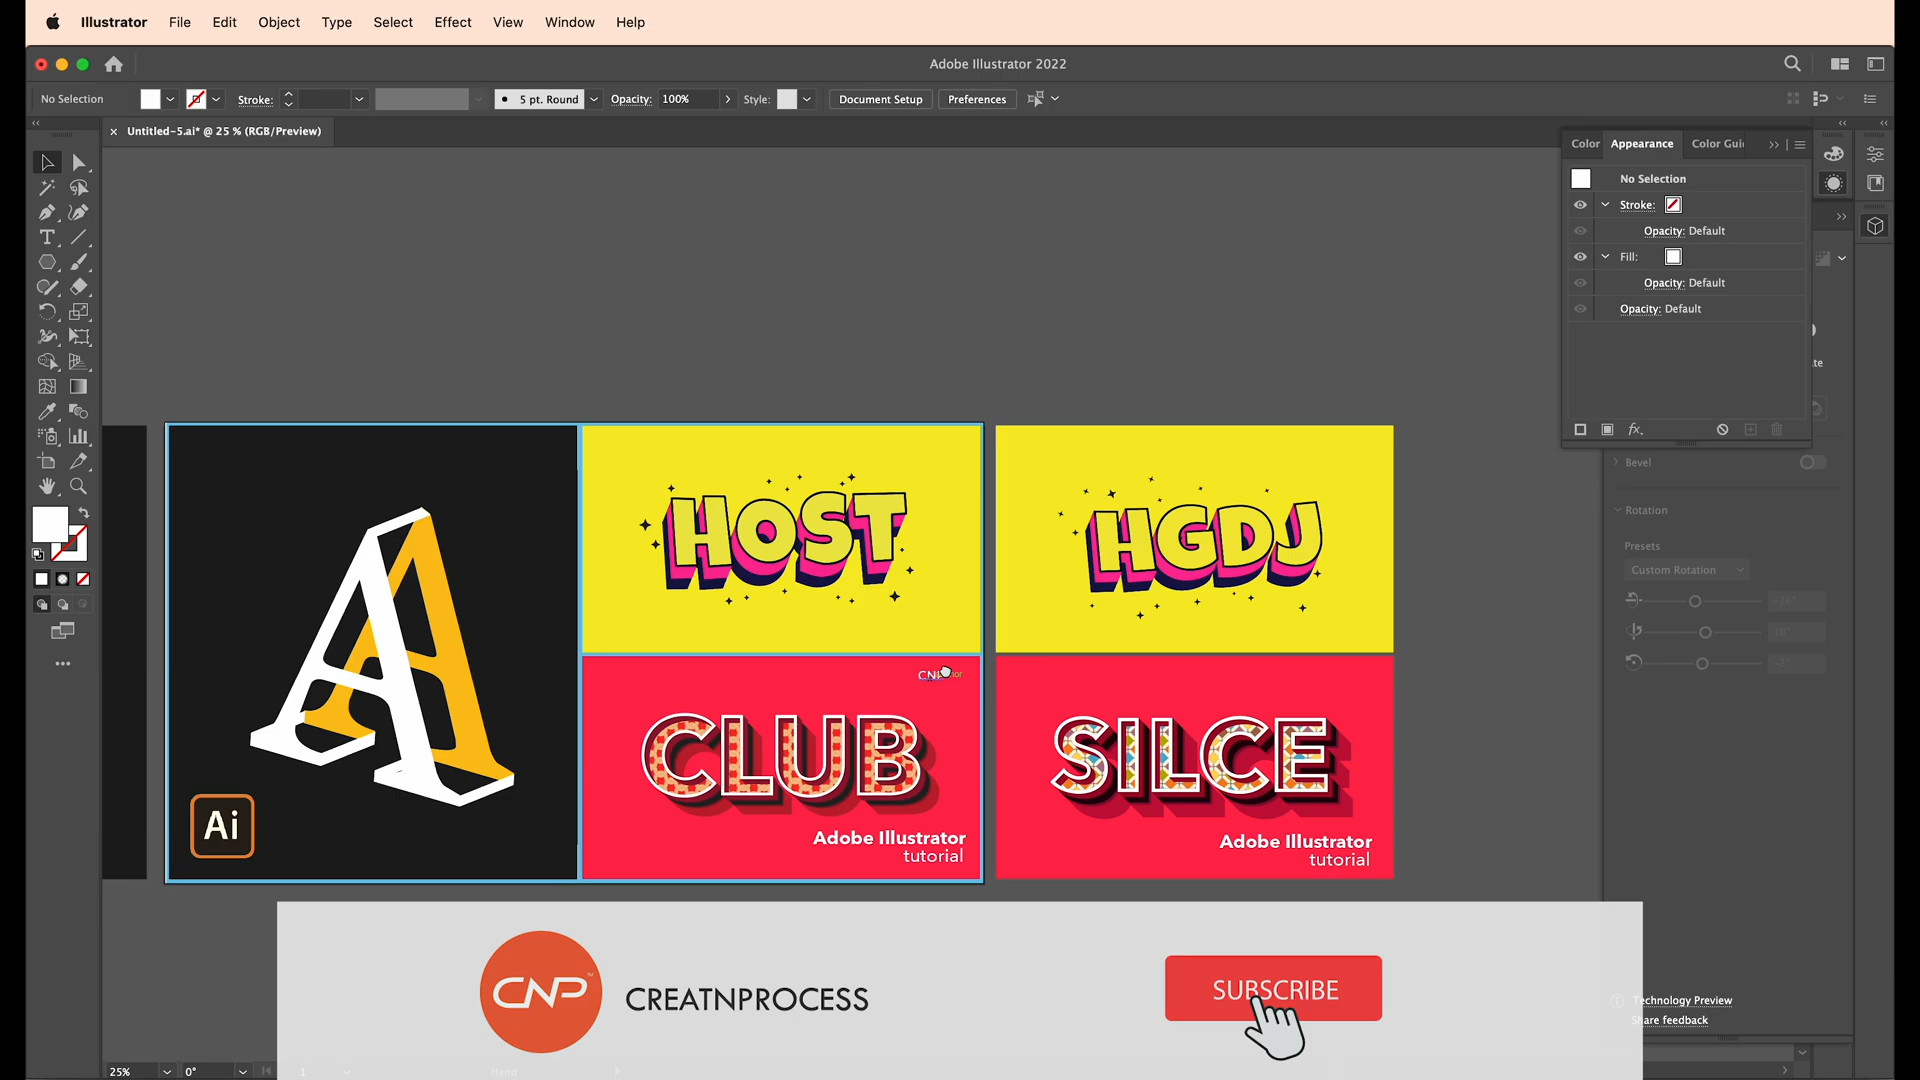 Illustrator File Edit Object Type Select Effect View Window Help
Adobe Illustrator 2022
No Selection Stroke: 5 pt. Round Opacity: 100% Style: Document Setup Preferences
Untitled-5.ai* @ 25 % (RGB/Preview)
Color Appearance Color Gui
No Selection
Stroke:
Opacity: Default
Fill:
Opacity: Default
Opacity: Default
Bevel
Rotation
Presets
Custom Rotation
A A
Ai
HOST
HGDJ
CLUB
Adobe Illustrator
tutorial
SILCE
Adobe Illustrator
tutorial
CNP™
CREATNPROCESS
SUBSCRIBE
Technology Preview
Share feedback
25% 0° 1 Hand